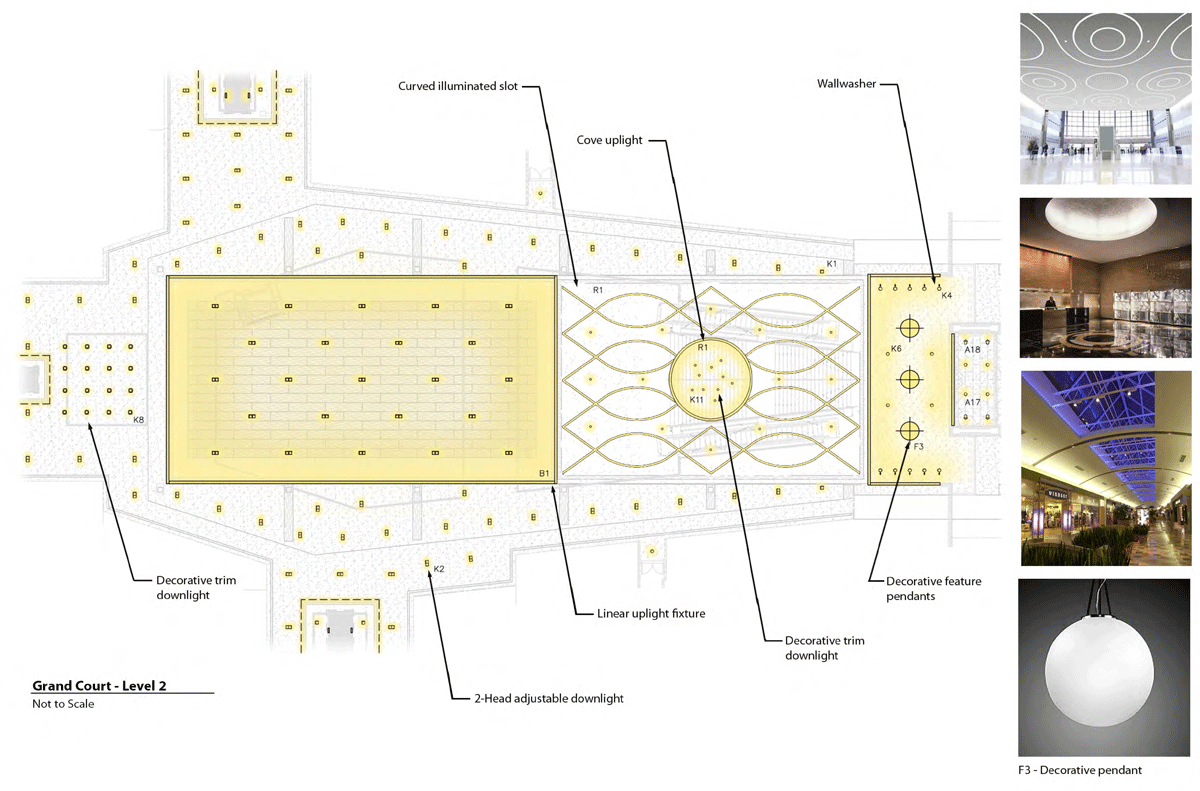 Curved illuminated slot
Wallwasher
Cove uplight
K1
R1
K4
R1
K6
A18
K11
A17
K8
F3
B1
K2
Decorative trim
downlight
Decorative feature
pendants
Linear uplight fixture
Decorative trim
downlight
Grand Court - Level 2
Not to Scale
2-Head adjustable downlight
F3 - Decorative pendant